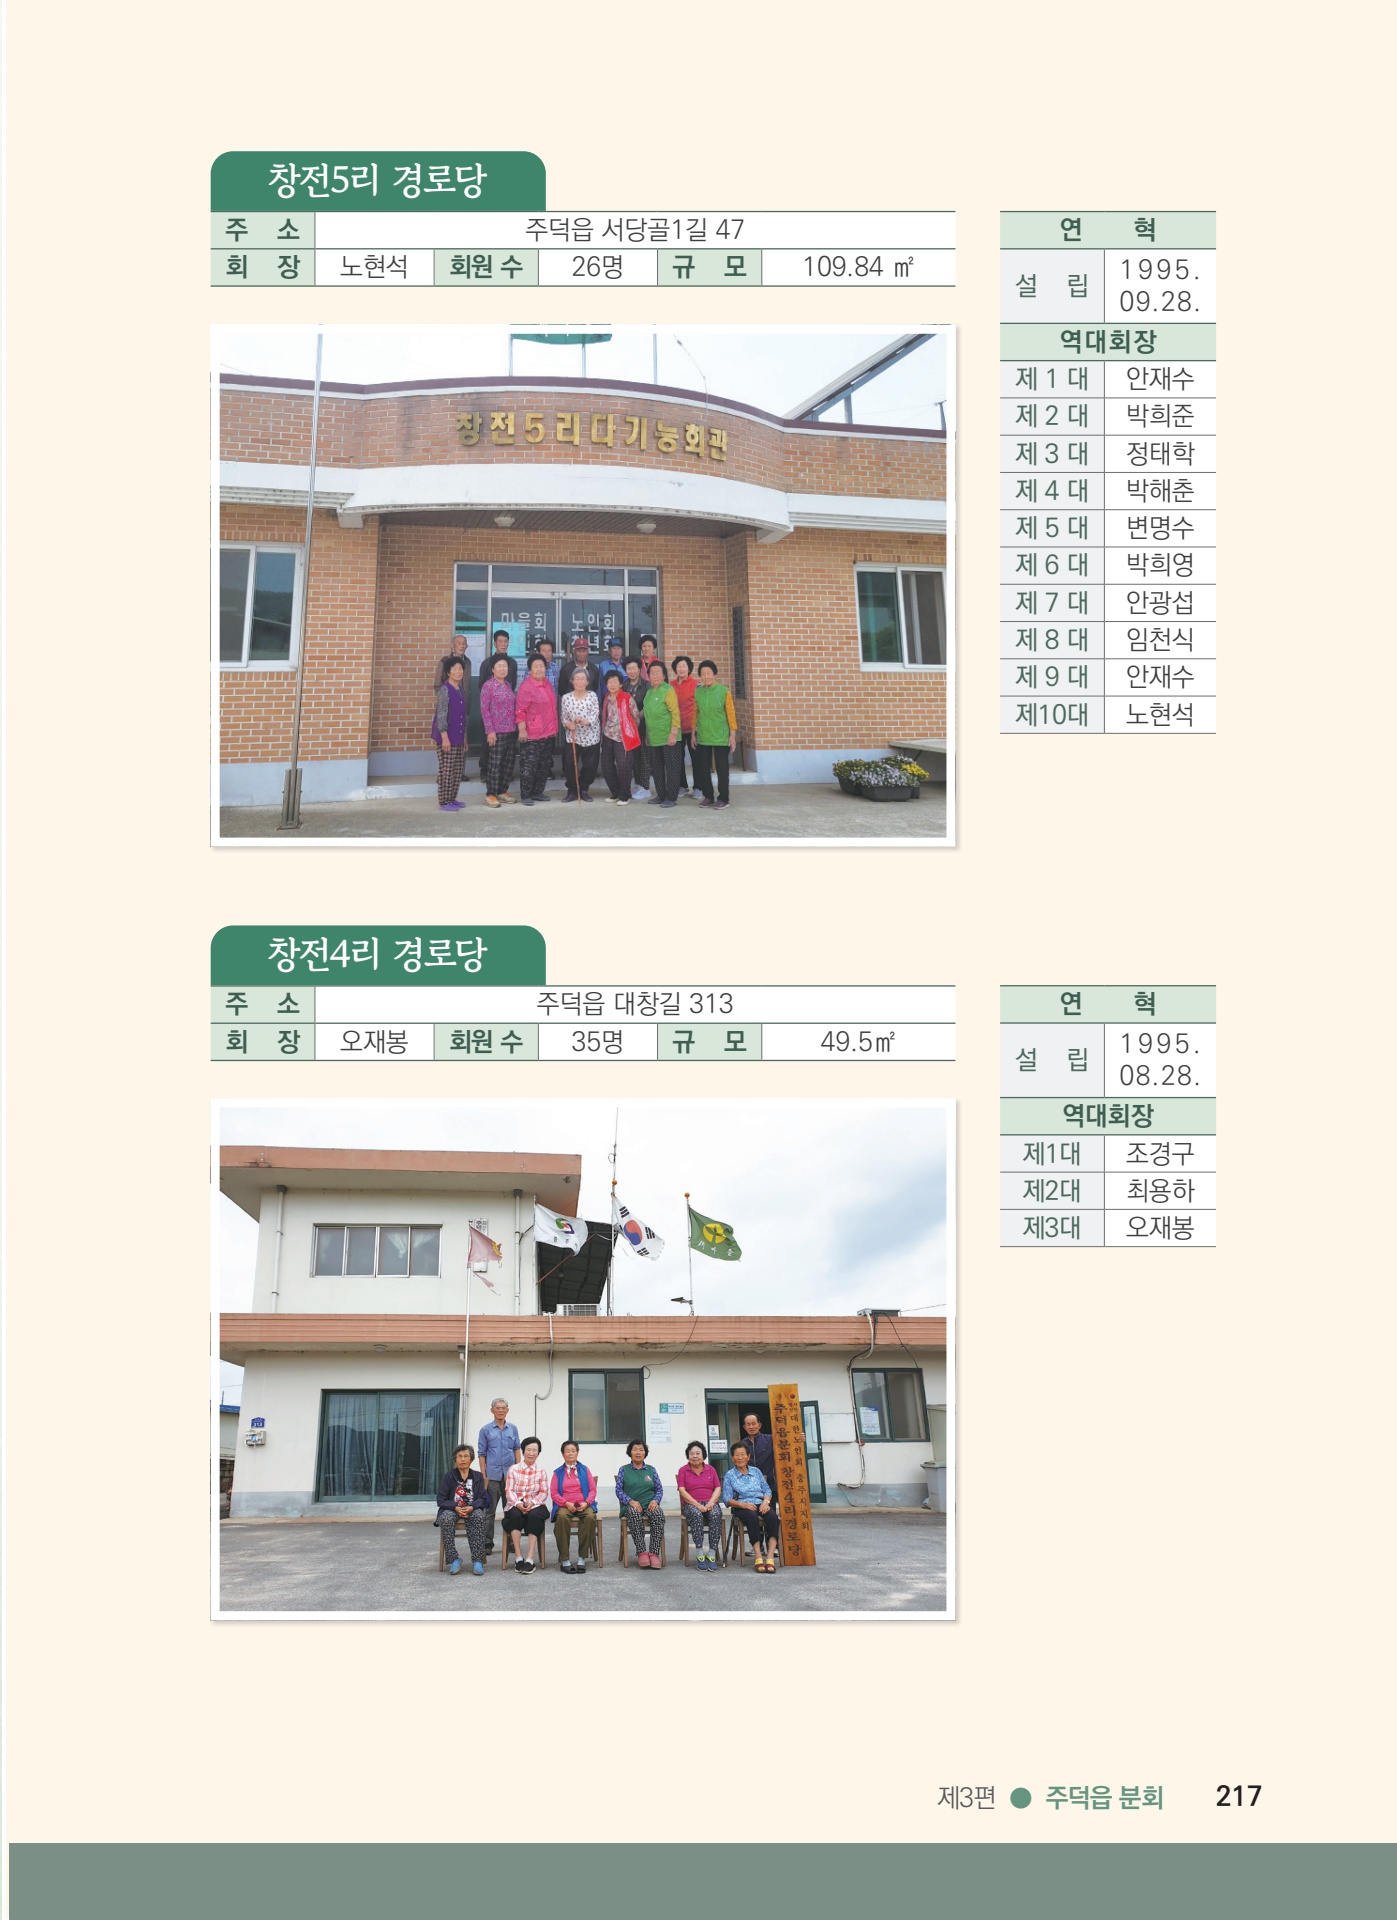 창전5리 경로당
주 소 주덕읍 서당골1길 47
회 장 노현석 회원 수 26명 규 모 109.84 ㎡
연 혁
설 립 1995.
09.28.
역대회장
제 1 대 안재수
제 2 대 박희준
제 3 대 정태학
제 4 대 박해춘
제 5 대 변명수
제 6 대 박희영
제 7 대 안광섭
제 8 대 임천식
제 9 대 안재수
제10대 노현석
창전5리다기능회관
마을회 노인회
창전4리 경로당
주 소 주덕읍 대창길 313
회 장 오재봉 회원 수 35명 규 모 49.5㎡
연 혁
설 립 1995.
08.28.
역대회장
제1대 조경구
제2대 최용하
제3대 오재봉
313
대한노인회 충주시지회
주덕읍분회 창전4리경로당
제3편 ● 주덕읍 분회 217